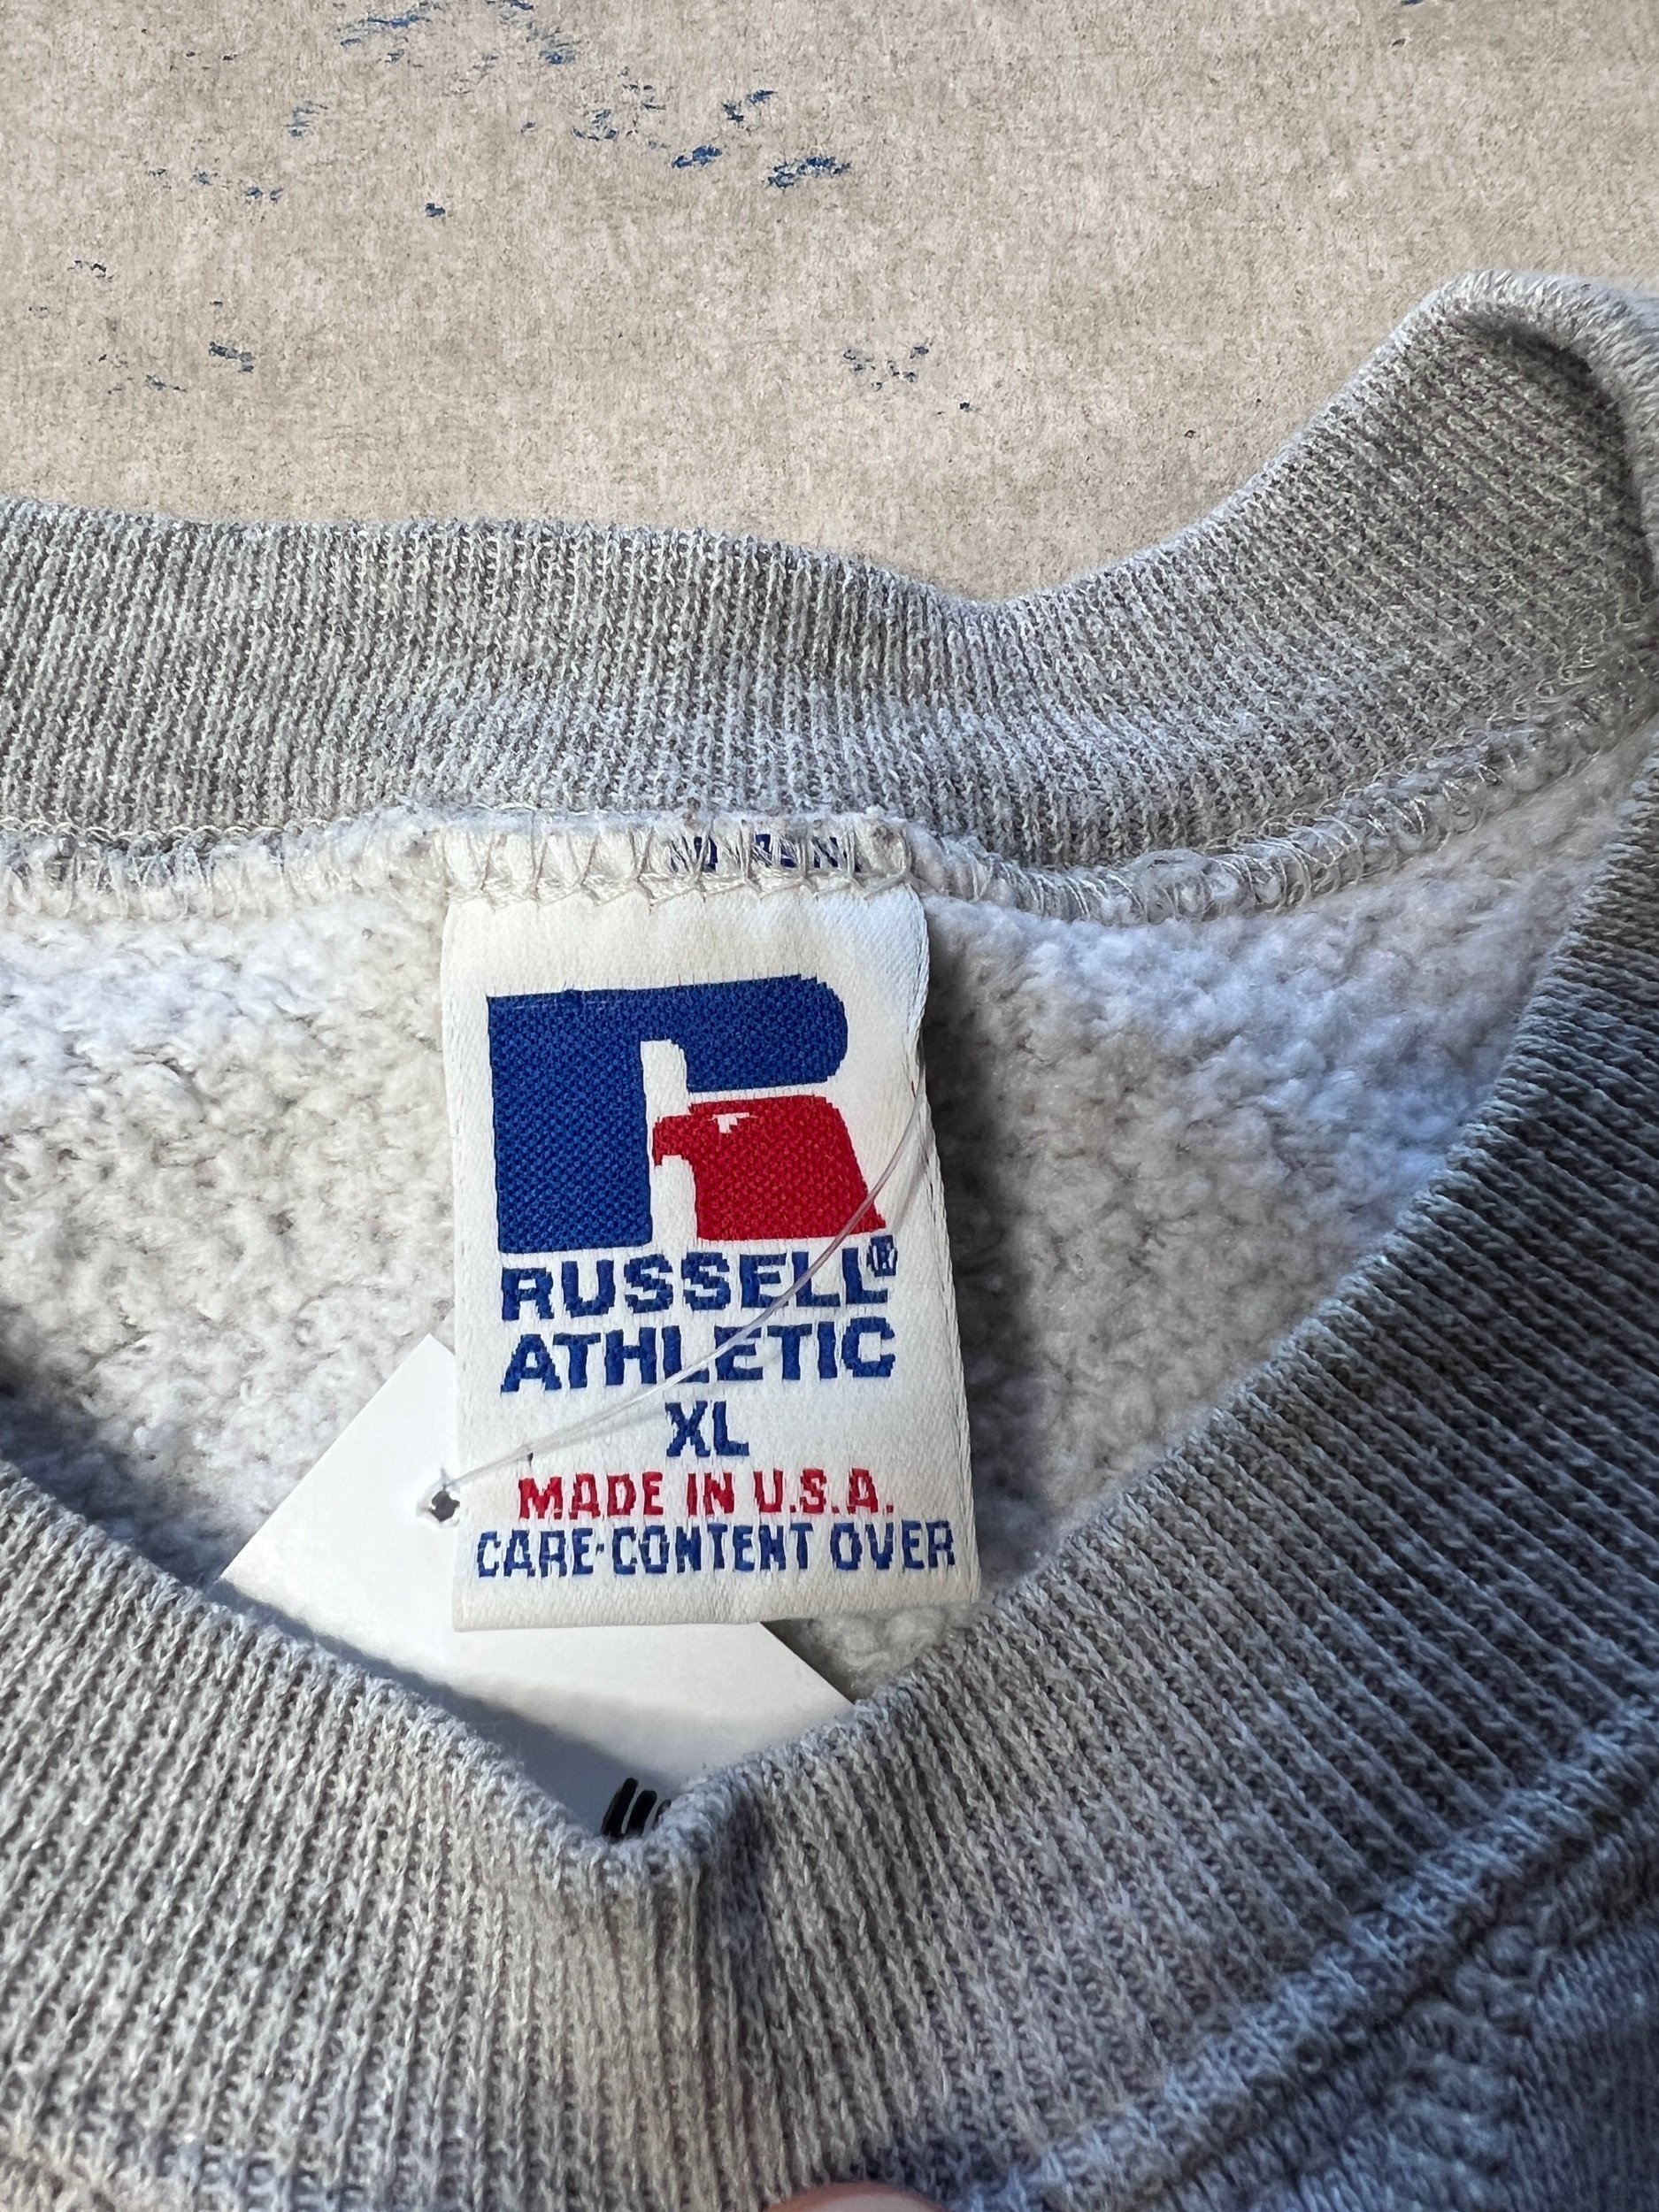 RUSSELL®
ATHLETIC
XL
MADE IN U.S.A.
CARE·CONTENT OVER